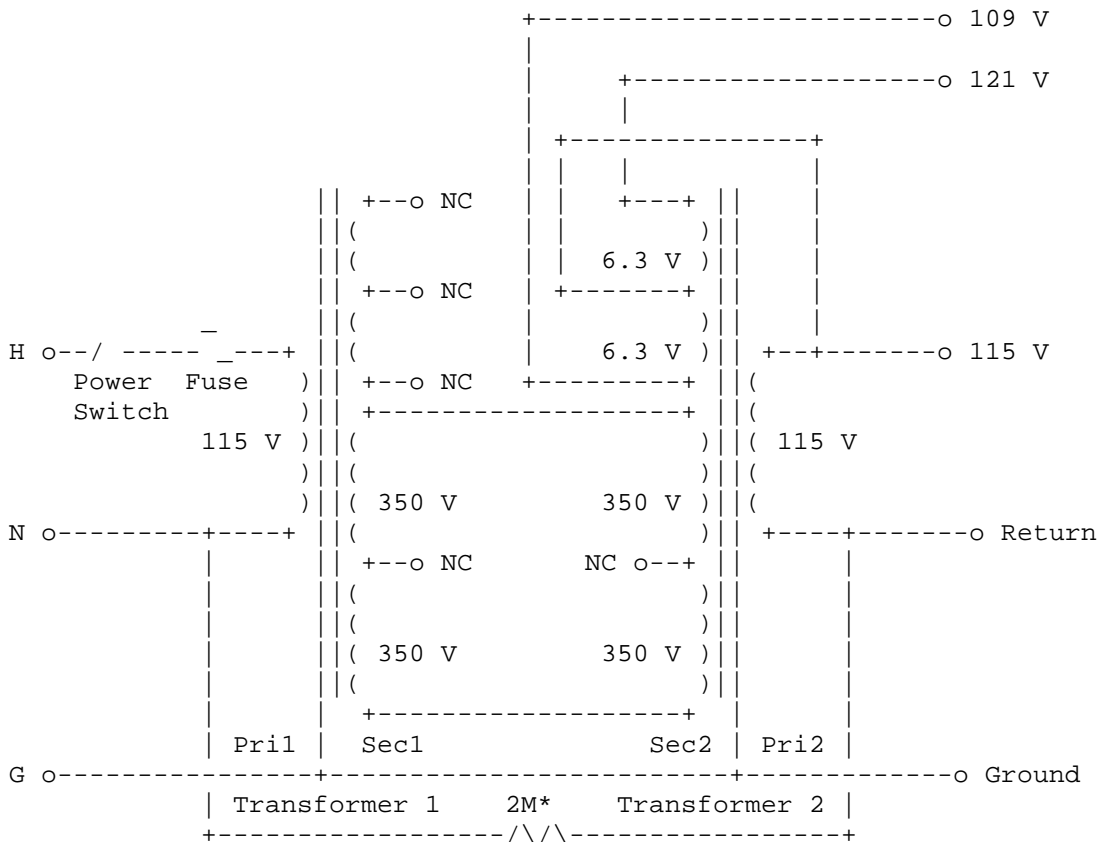 109 V
121 V
NC
6.3 V
NC
H 6.3 V 115 V
Power Fuse NC
Switch
115 V 115 V
350 V 350 V
N Return
NC NC
350 V 350 V
Pri1 Sec1 Sec2 Pri2
G Ground
Transformer 1 2M* Transformer 2